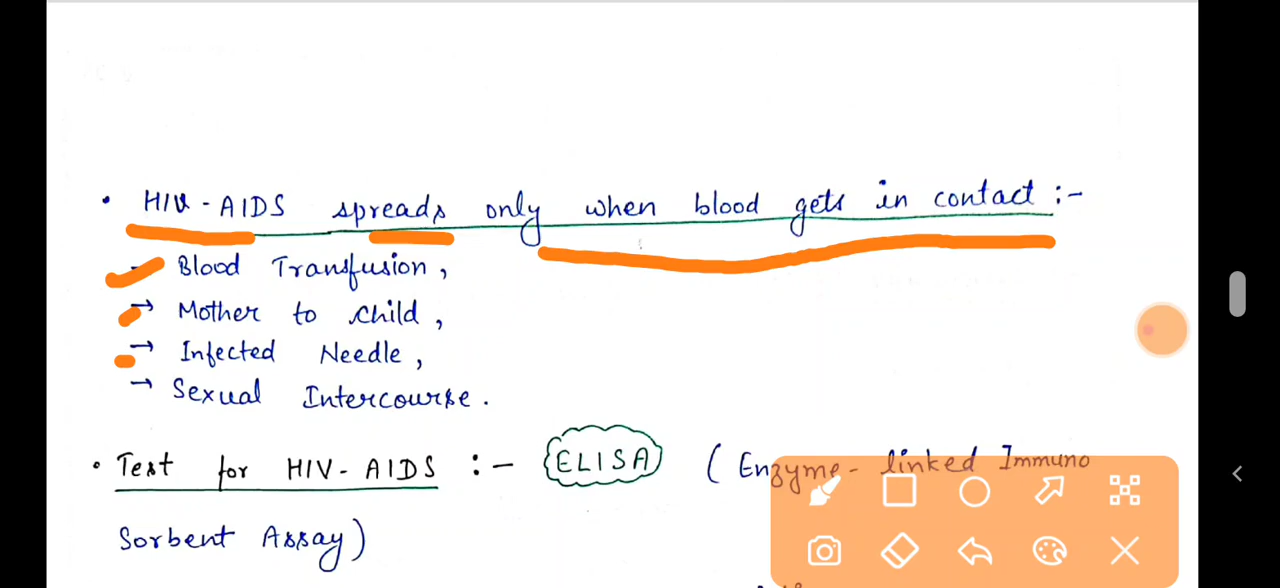 • HIV - AIDS spreads only when blood gets in contact :-
→ Blood Transfusion,
→ Mother to child,
→ Infected Needle,
→ Sexual Intercourse.
• Test for HIV - AIDS :- ELISA (Enzyme - linked Immuno
Sorbent Assay)